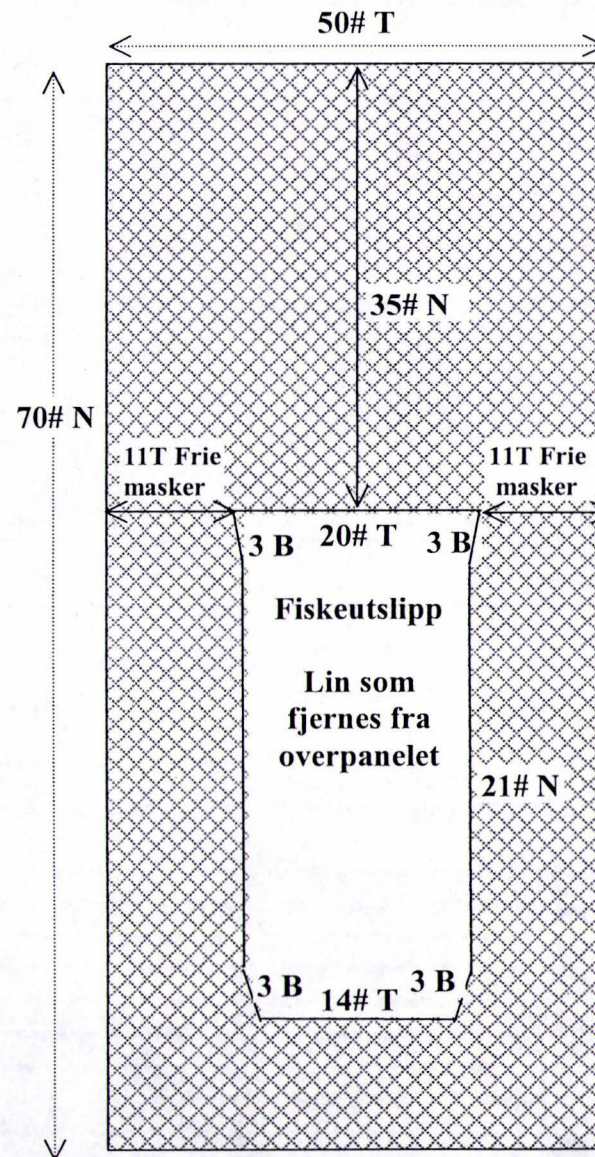 50# T
35# N
70# N
11T Frie
masker
11T Frie
masker
3 B
20# T
3 B
Fiskeutslipp
Lin som
fjernes fra
overpanelet
21# N
3 B
14# T
3 B